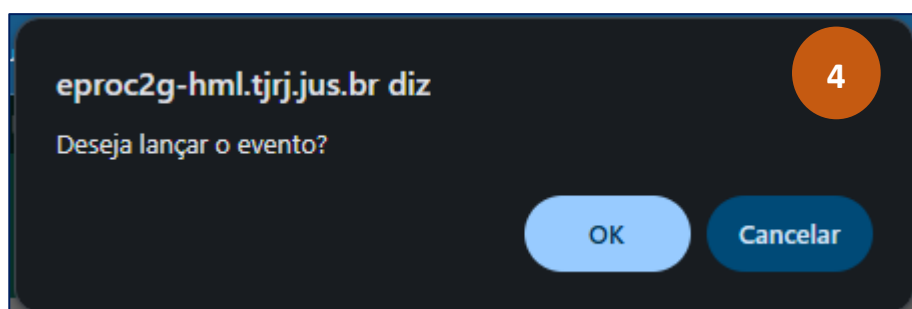 eproc2g-hml.tjrj.jus.br diz
4
Deseja lançar o evento?
OK
Cancelar